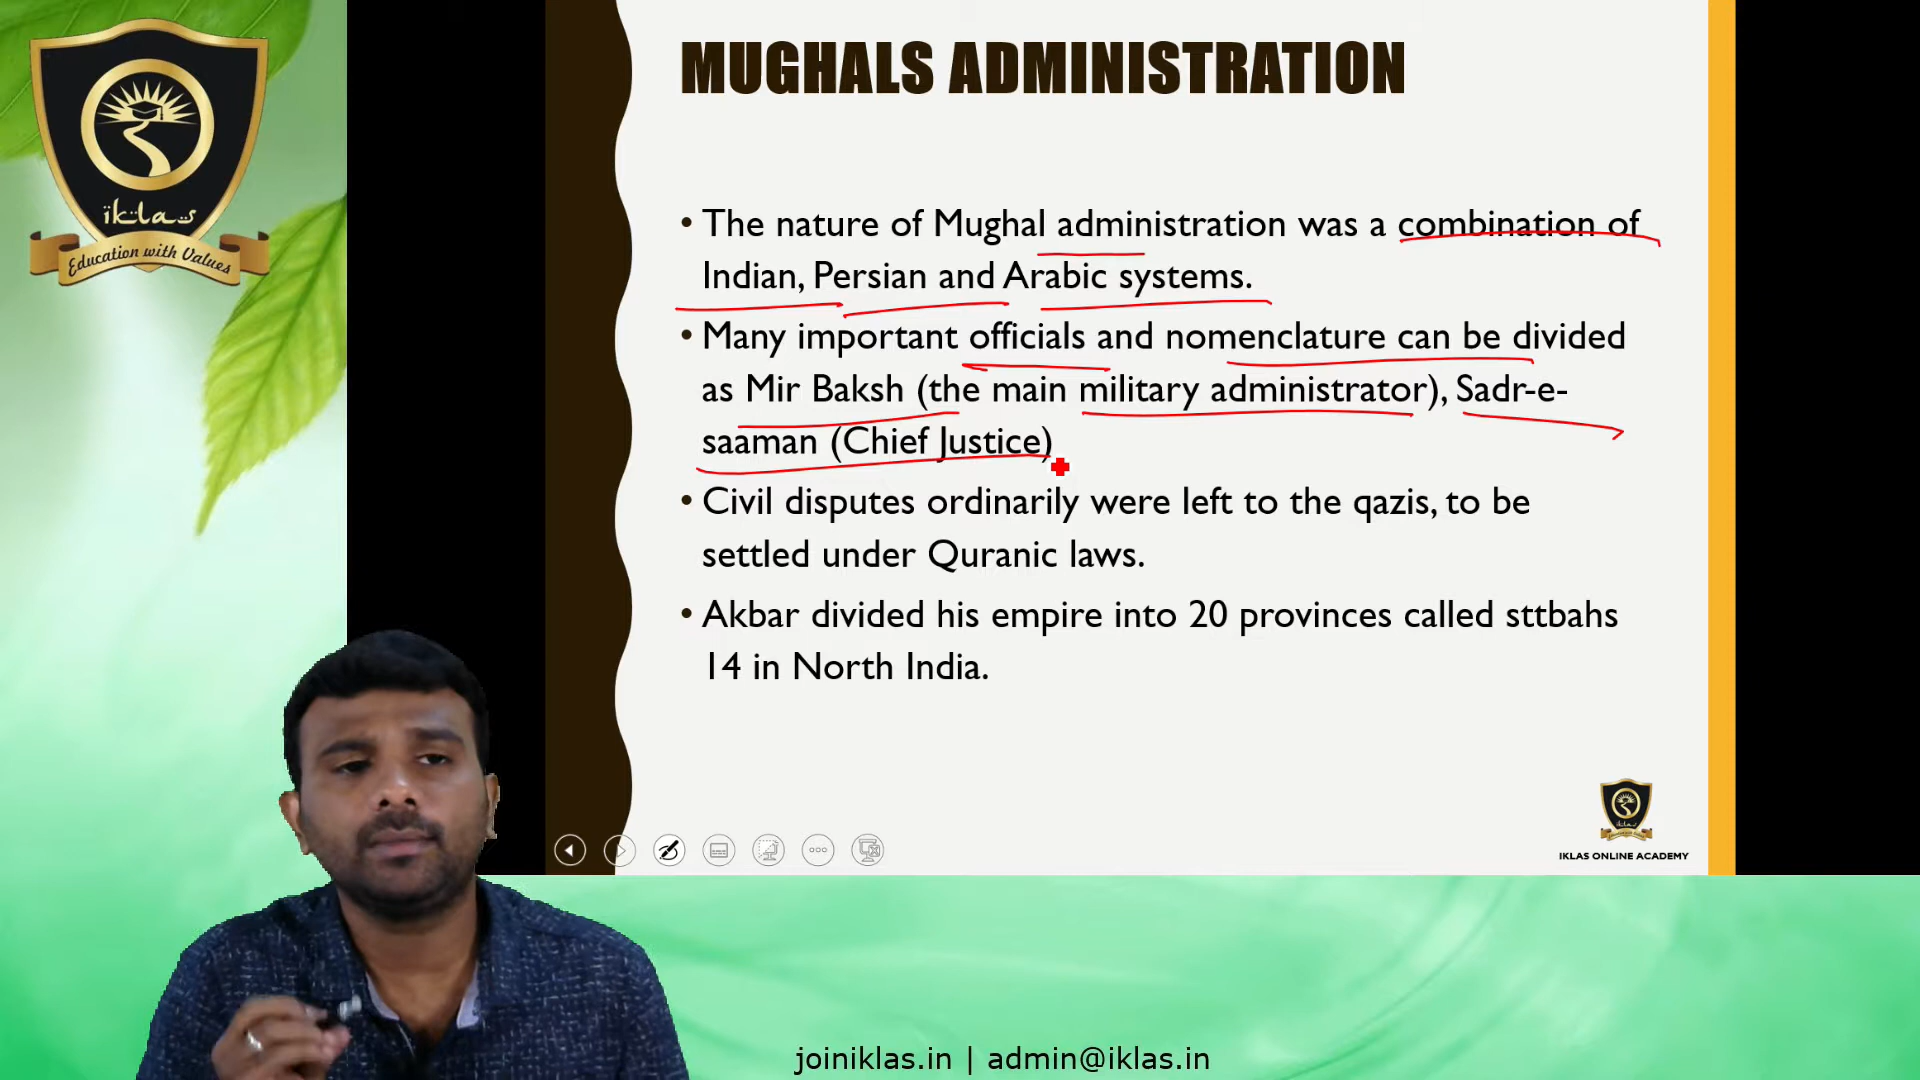 iklas
Education with Values
MUGHALS ADMINISTRATION
• The nature of Mughal administration was a combination of
Indian, Persian and Arabic systems.
• Many important officials and nomenclature can be divided
as Mir Baksh (the main military administrator), Sadr-e-
saaman (Chief Justice)
• Civil disputes ordinarily were left to the qazis, to be
settled under Quranic laws.
• Akbar divided his empire into 20 provinces called sttbahs
14 in North India.
iklas
IKLAS ONLINE ACADEMY
joiniklas.in | admin@iklas.in